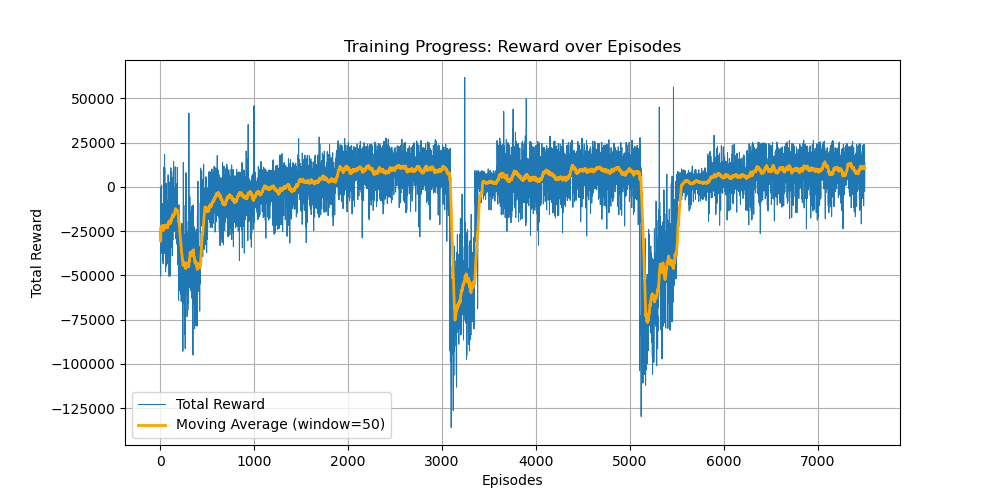 Training Progress: Reward over Episodes
50000
25000
0
−25000
−50000
−75000
−100000
−125000
Total Reward
Total Reward
Moving Average (window=50)
0 1000 2000 3000 4000 5000 6000 7000
Episodes